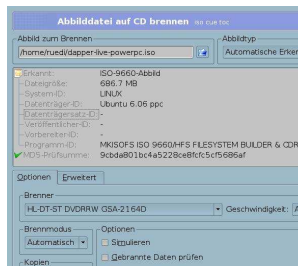 Abbilddatei auf CD brennen iso cue toc
Abbild zum Brennen
Abbildtyp
/home/ruedi/dapper-live-powerpc.iso
Automatische Erken
Erkannt: ISO-9660-Abbild
Dateigröße: 686.7 MB
System-ID: LINUX
Datenträger-ID: Ubuntu 6.06 ppc
Datenträgersatz-ID: -
Veröffentlicher-ID: -
Vorbereiter-ID: -
Programm-ID: MKISOFS ISO 9660/HFS FILESYSTEM BUILDER & CDR
MD5-Prüfsumme: 9cbda801bc4a5228ce8fcfc5cf5686af
Optionen Erweitert
Brenner
HL-DT-ST DVDRRW GSA-2164D Geschwindigkeit: A
Brennmodus
Optionen
Automatisch
Simulieren
Gebrannte Daten prüfen
Kopien